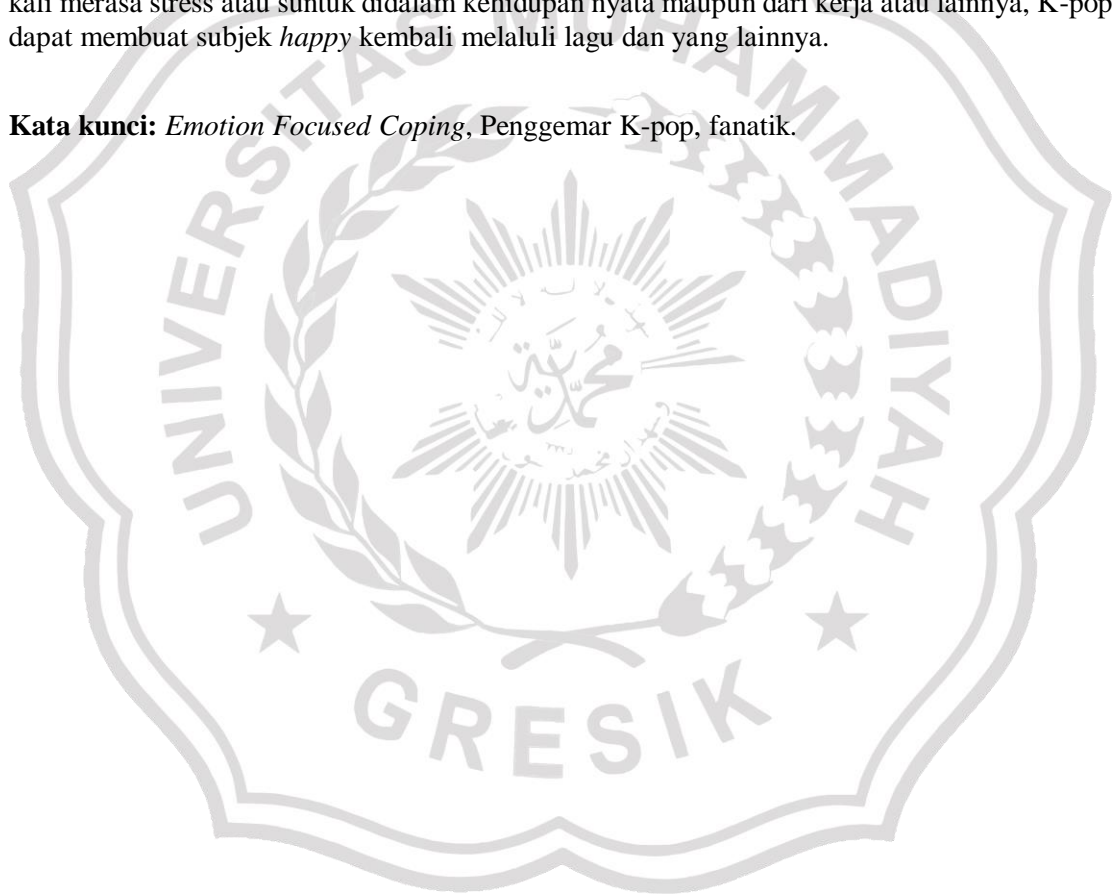 kali merasa stress atau suntuk didalam kehidupan nyata maupun dari kerja atau lainnya, K-pop
dapat membuat subjek happy kembali melaluli lagu dan yang lainnya.
Kata kunci: Emotion Focused Coping, Penggemar K-pop, fanatik.
UNIVERSITAS MUHAMMADIYAH
GRESIK